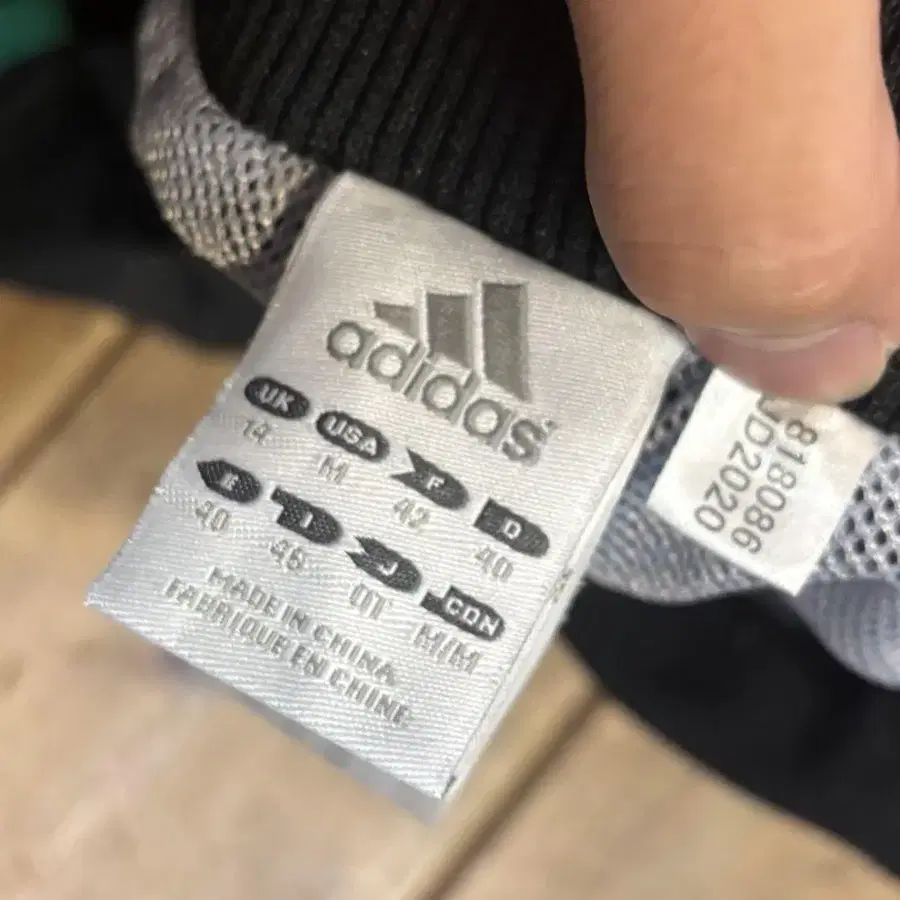 adidas
UK USA F D
14 M 42 40
E I J CDN
40 46 M/M
MADE IN CHINA
FABRIQUE EN CHINE
818086
JD2020